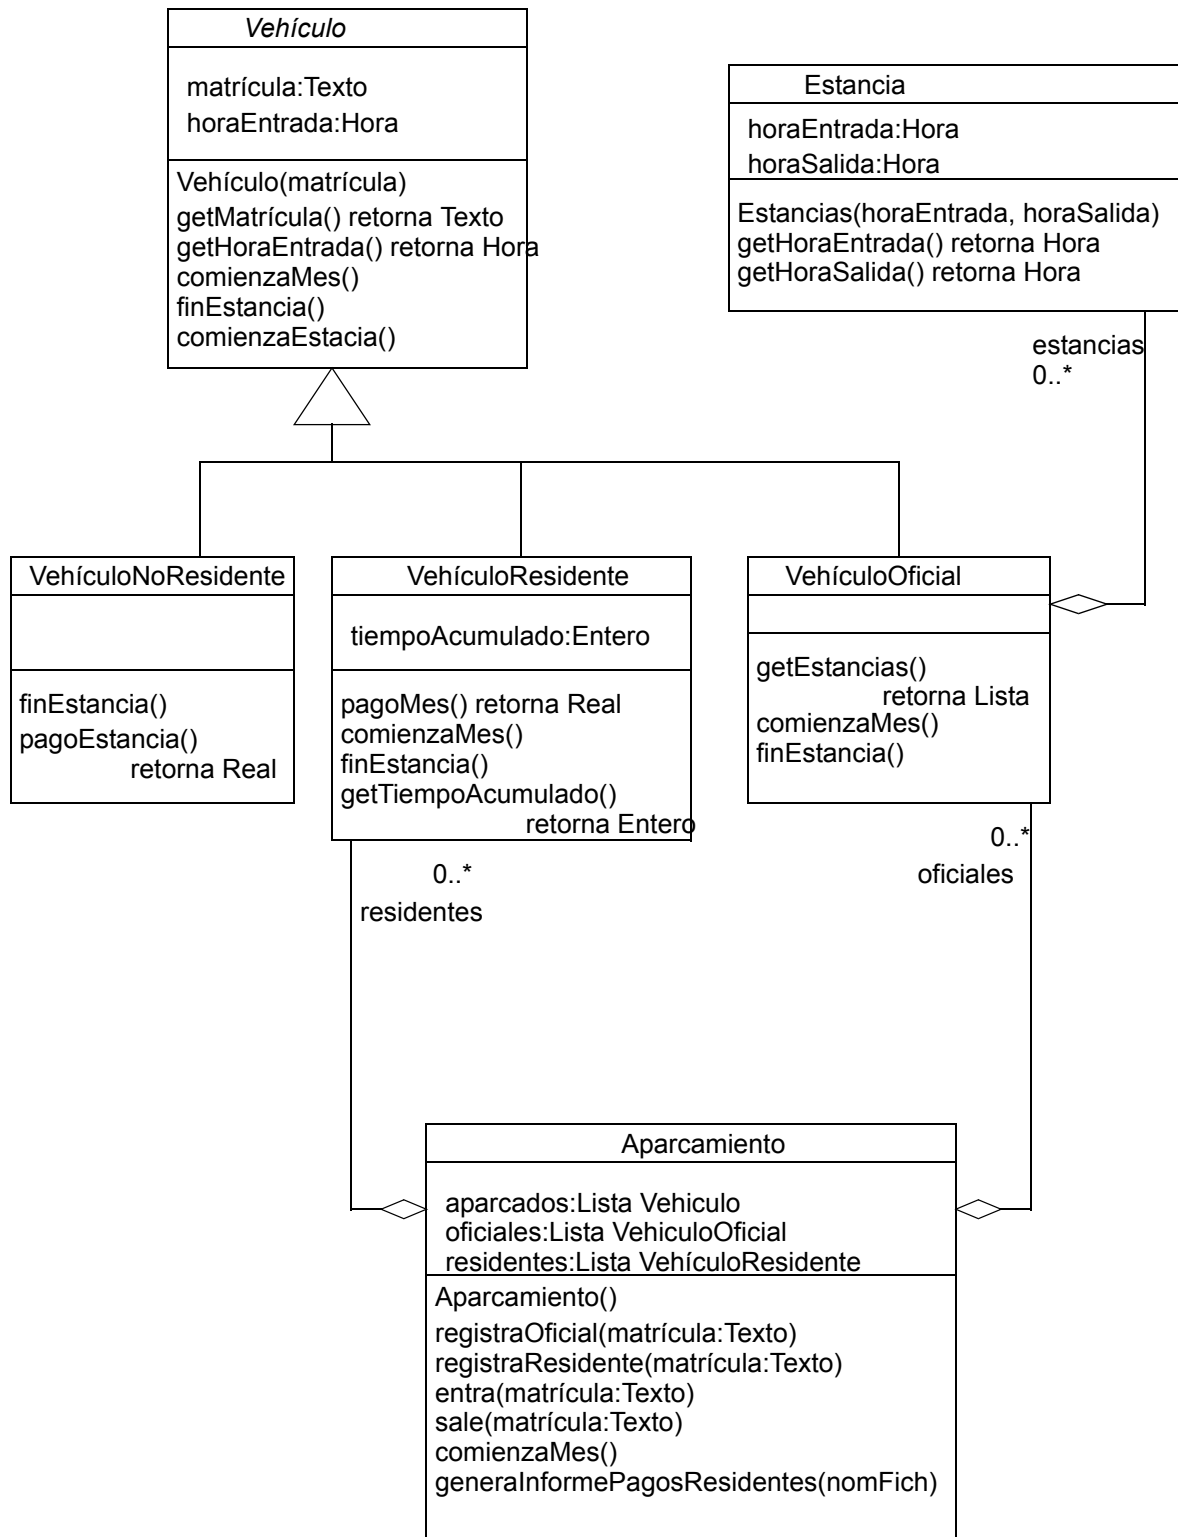 Vehículo
matrícula:Texto
horaEntrada:Hora
Vehículo(matrícula)
getMatrícula() retorna Texto
getHoraEntrada() retorna Hora
comienzaMes()
finEstancia()
comienzaEstacia()
Estancia
horaEntrada:Hora
horaSalida:Hora
Estancias(horaEntrada, horaSalida)
getHoraEntrada() retorna Hora
getHoraSalida() retorna Hora
estancias
0..*
VehículoNoResidente
finEstancia()
pagoEstancia()
retorna Real
VehículoResidente
tiempoAcumulado:Entero
pagoMes() retorna Real
comienzaMes()
finEstancia()
getTiempoAcumulado()
retorna Entero
VehículoOficial
getEstancias()
retorna Lista
comienzaMes()
finEstancia()
0..*
residentes
0..*
oficiales
Aparcamiento
aparcados:Lista Vehiculo
oficiales:Lista VehiculoOficial
residentes:Lista VehículoResidente
Aparcamiento()
registraOficial(matrícula:Texto)
registraResidente(matrícula:Texto)
entra(matrícula:Texto)
sale(matrícula:Texto)
comienzaMes()
generaInformePagosResidentes(nomFich)